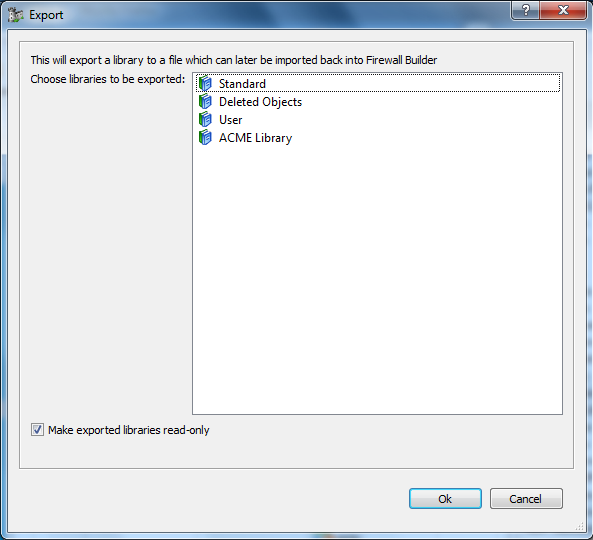 Export
This will export a library to a file which can later be imported back into Firewall Builder
Choose libraries to be exported:
Standard
Deleted Objects
User
ACME Library
Make exported libraries read-only
Ok
Cancel